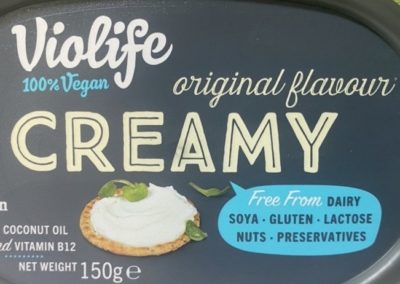 Violife
100% Vegan
original flavour
CREAMY
Free From DAIRY
SOYA · GLUTEN · LACTOSE
NUTS · PRESERVATIVES
COCONUT OIL
VITAMIN B12
NET WEIGHT 150g e